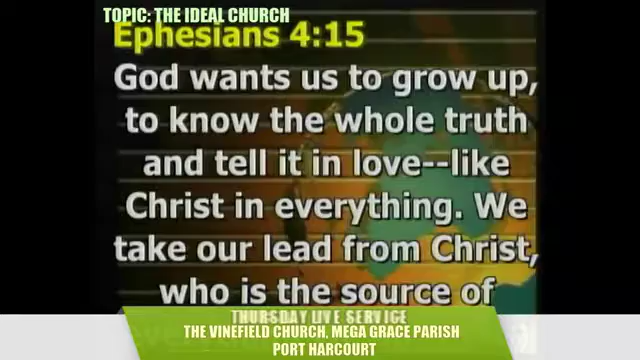 TOPIC: THE IDEAL CHURCH
Ephesians 4:15
God wants us to grow up,
to know the whole truth
and tell it in love--like
Christ in everything. We
take our lead from Christ,
who is the source of
THURSDAY LIVE SERVICE
THE VINEFIELD CHURCH, MEGA GRACE PARISH
PORT HARCOURT